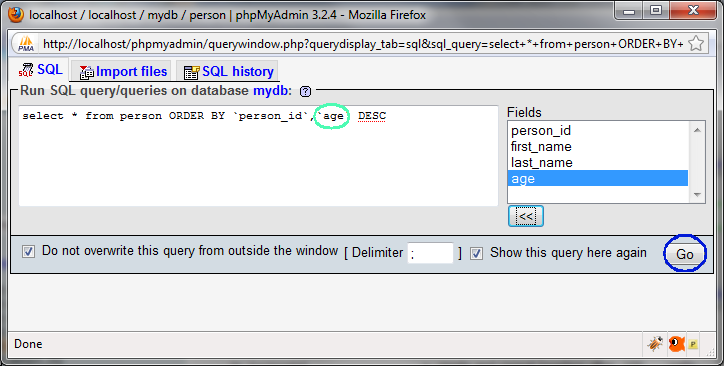 localhost / localhost / mydb / person | phpMyAdmin 3.2.4 - Mozilla Firefox
PMA http://localhost/phpmyadmin/querywindow.php?querydisplay_tab=sql&sql_query=select+*+from+person+ORDER+BY+
SQL Import files SQL history
Run SQL query/queries on database mydb:
select * from person ORDER BY `person_id`,`age` DESC
Fields
person_id
first_name
last_name
age
<<
Do not overwrite this query from outside the window [ Delimiter ; ] Show this query here again Go
Done